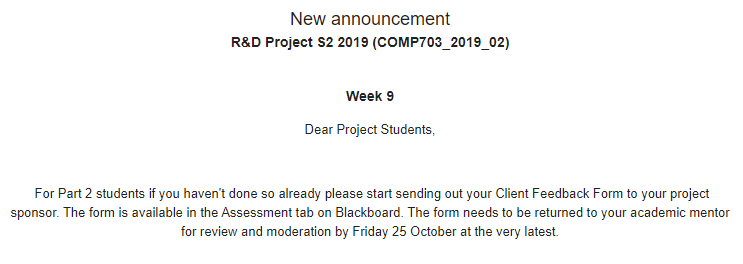 New announcement
R&D Project S2 2019 (COMP703_2019_02)
Week 9
Dear Project Students,
For Part 2 students if you haven't done so already please start sending out your Client Feedback Form to your project
sponsor. The form is available in the Assessment tab on Blackboard. The form needs to be returned to your academic mentor
for review and moderation by Friday 25 October at the very latest.